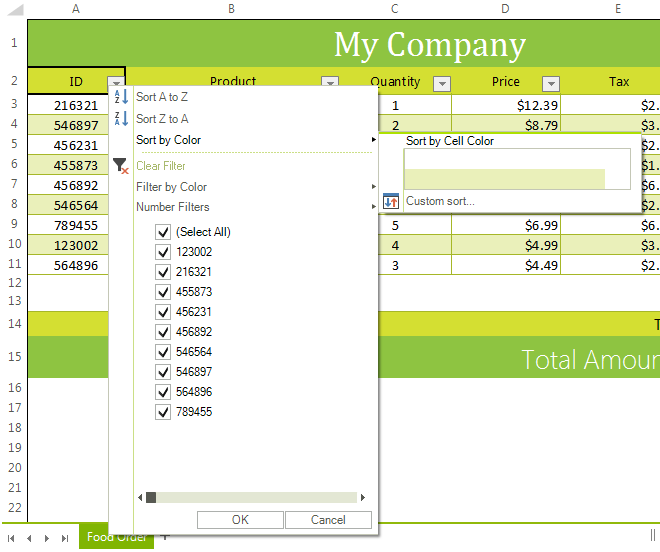 A B C D E
1 My Company
2 ID Product Quantity Price Tax
3 216321 1 $12.39 $2.
4 546897 2 $8.79 $3.
5 456231 $2.
6 455873 $1.
7 456892 $6.
8 546564 $2.
9 789455 5 $6.99 $6.
10 123002 4 $4.99 $3.
11 564896 3 $4.49 $2.
12
13
14 T
15 Total Amour
16
17
18
19
20
21
22
Sort A to Z
Sort Z to A
Sort by Color
Clear Filter
Filter by Color
Number Filters
(Select All)
123002
216321
455873
456231
456892
546564
546897
564896
789455
OK Cancel
Sort by Cell Color
Custom sort...
Food Order